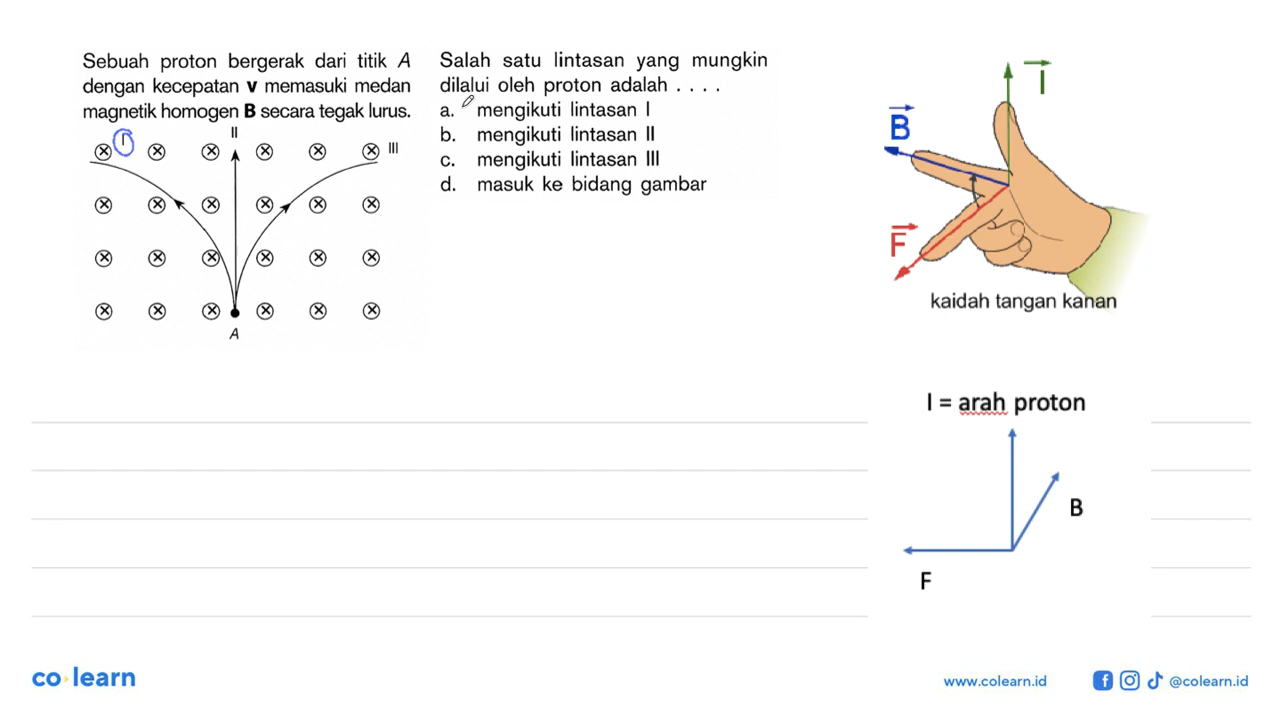 Sebuah proton bergerak dari titik A
dengan kecepatan v memasuki medan
magnetik homogen B secara tegak lurus.
I
II
III
A
Salah satu lintasan yang mungkin
dilalui oleh proton adalah . . . .
a. mengikuti lintasan I
b. mengikuti lintasan II
c. mengikuti lintasan III
d. masuk ke bidang gambar
I
B
F
kaidah tangan kanan
I = arah proton
B
F
co learn
www.colearn.id
@colearn.id